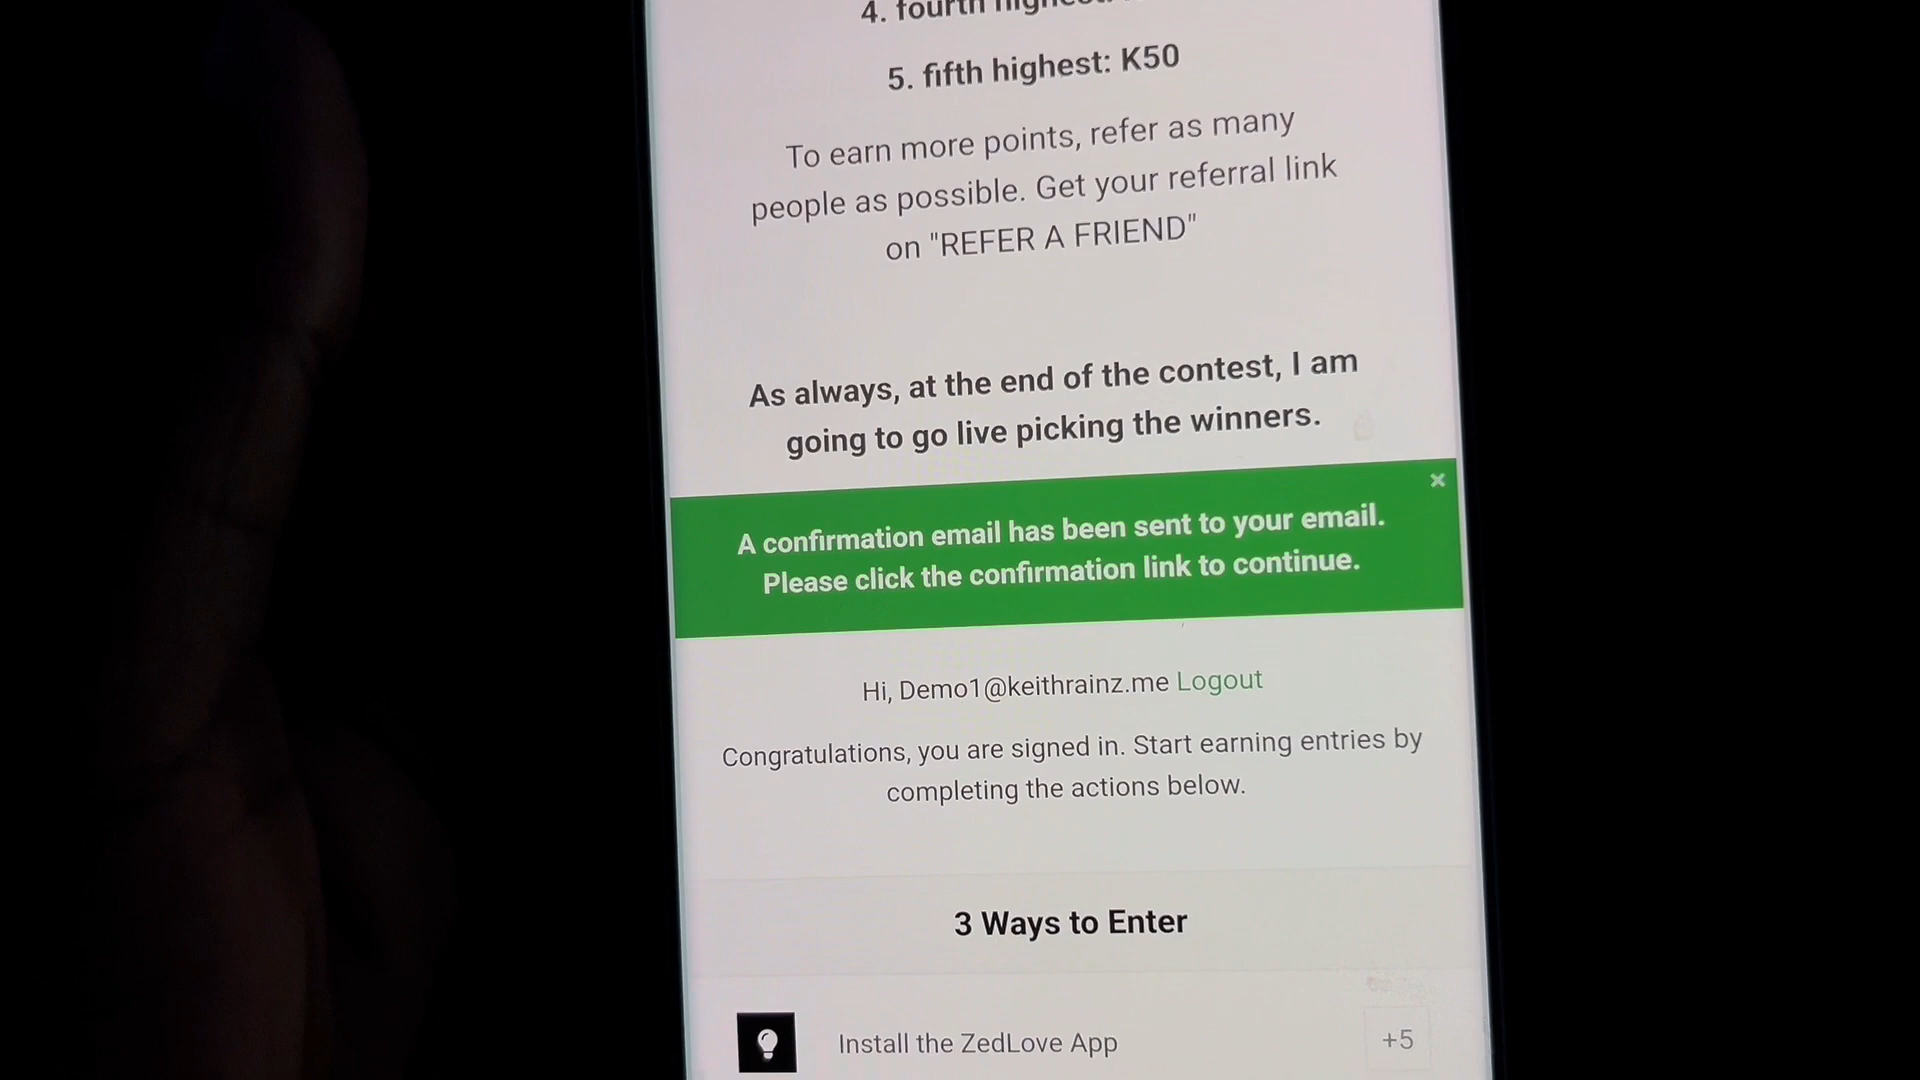 4. fourth highest:
5. fifth highest: K50
To earn more points, refer as many
people as possible. Get your referral link
on "REFER A FRIEND"
As always, at the end of the contest, I am
going to go live picking the winners.
×
A confirmation email has been sent to your email.
Please click the confirmation link to continue.
Hi, Demo1@keithrainz.me Logout
Congratulations, you are signed in. Start earning entries by
completing the actions below.
3 Ways to Enter
Install the ZedLove App +5